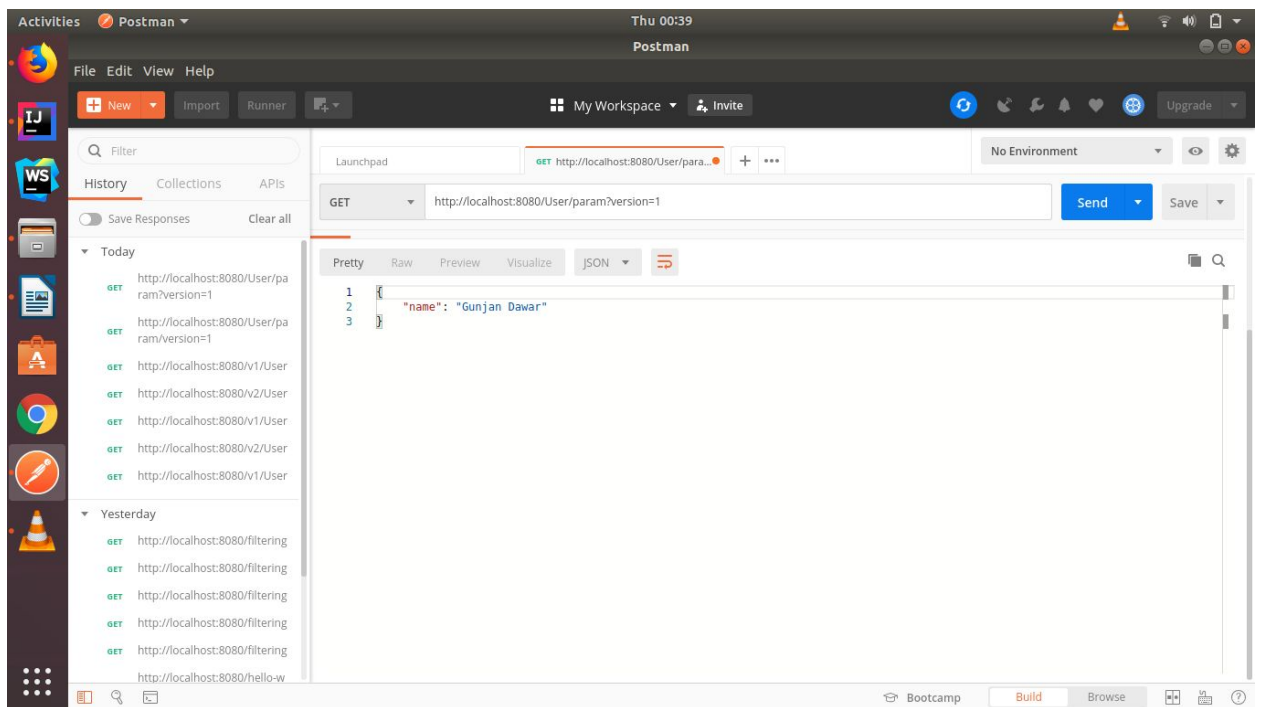 Activities Postman Thu 00:39
Postman
File Edit View Help
New Import Runner My Workspace Invite Upgrade
Filter
History Collections APIs
Save Responses Clear all
Today
GET http://localhost:8080/User/pa
ram?version=1
GET http://localhost:8080/User/pa
ram/version=1
GET http://localhost:8080/v1/User
GET http://localhost:8080/v2/User
GET http://localhost:8080/v1/User
GET http://localhost:8080/v2/User
GET http://localhost:8080/v1/User
Yesterday
GET http://localhost:8080/filtering
GET http://localhost:8080/filtering
GET http://localhost:8080/filtering
GET http://localhost:8080/filtering
GET http://localhost:8080/filtering
http://localhost:8080/hello-w
Launchpad GET http://localhost:8080/User/para... + ...
No Environment
GET http://localhost:8080/User/param?version=1 Send Save
Pretty Raw Preview Visualize JSON
1 {
2 "name": "Gunjan Dawar"
3 }
Bootcamp Build Browse
IJ
WS